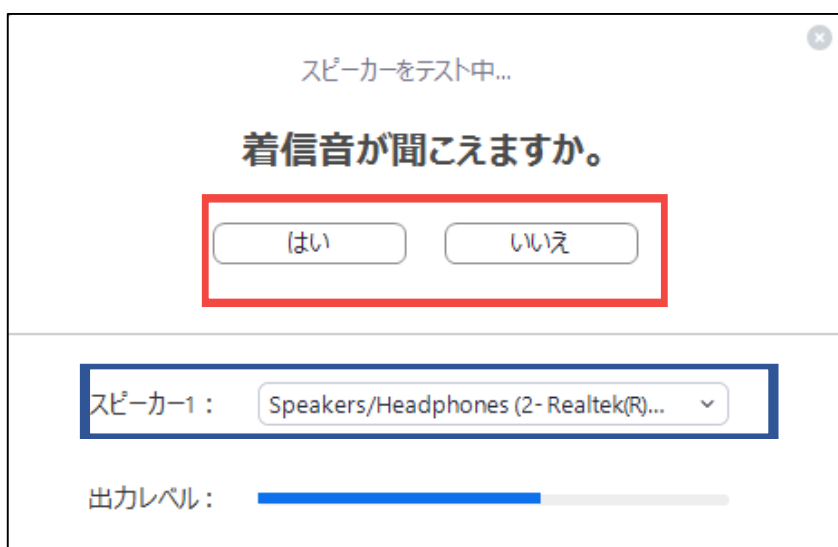 スピーカーをテスト中...
着信音が聞こえますか。
はい いいえ
スピーカー1： Speakers/Headphones (2- Realtek(R)...
出力レベル：